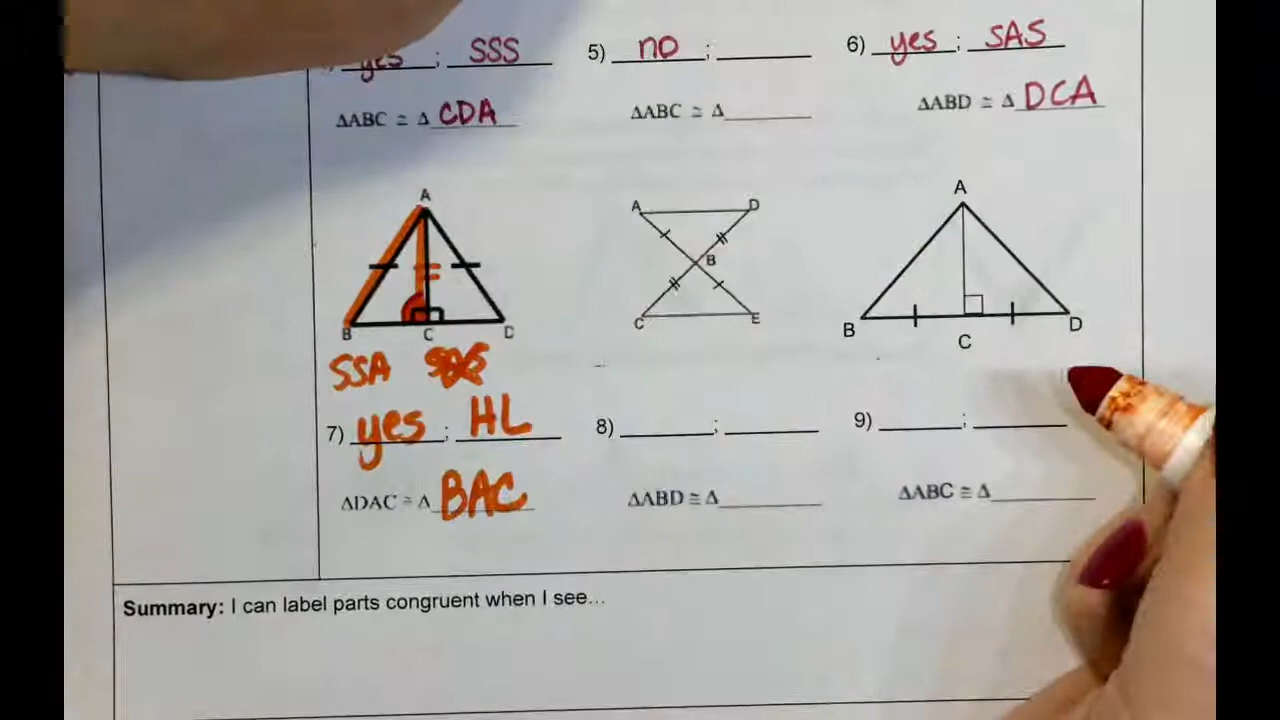 yes ; SSS
5) no ;
6) yes ; SAS
ΔABC ≅ Δ CDA
ΔABC ≅ Δ
ΔABD ≅ Δ DCA
A
B C D
A D
B
C E
A
B C D
SSA
7) yes ; HL
8) ;
9) ;
ΔDAC ≅ Δ BAC
ΔABD ≅ Δ
ΔABC ≅ Δ
Summary: I can label parts congruent when I see...